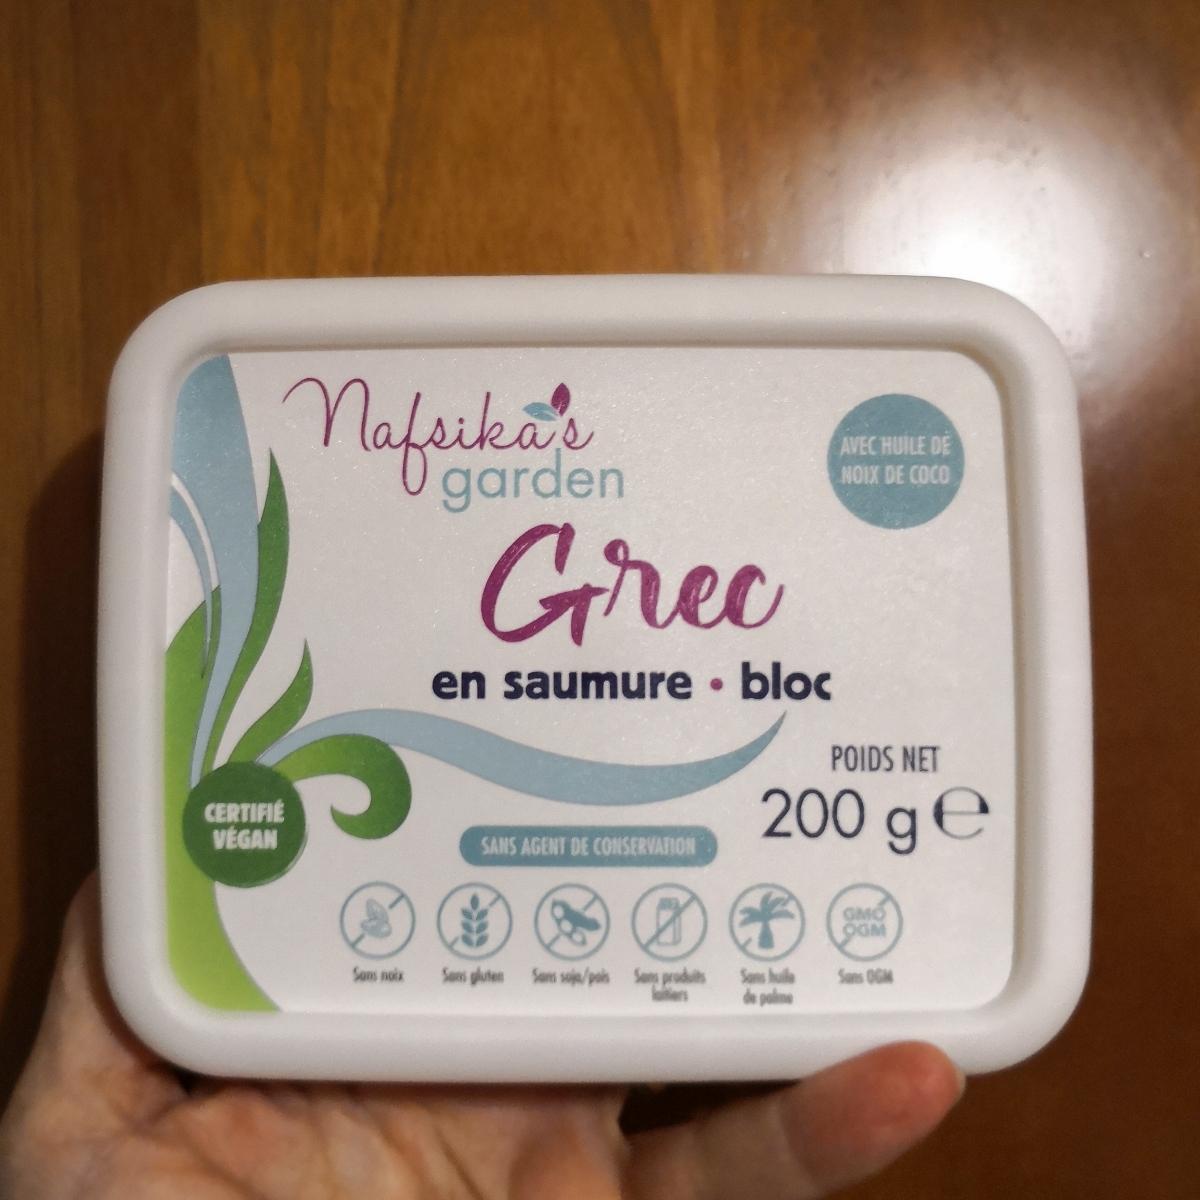 Nafsika's
garden
AVEC HUILE DE
NOIX DE COCO
Grec
en saumure • bloc
POIDS NET
200 g ℮
CERTIFIÉ
VÉGAN
SANS AGENT DE CONSERVATION
GMO
OGM
Sans noix
Sans gluten
Sans soja/pois
Sans produits
laitiers
Sans huile
de palme
Sans OGM